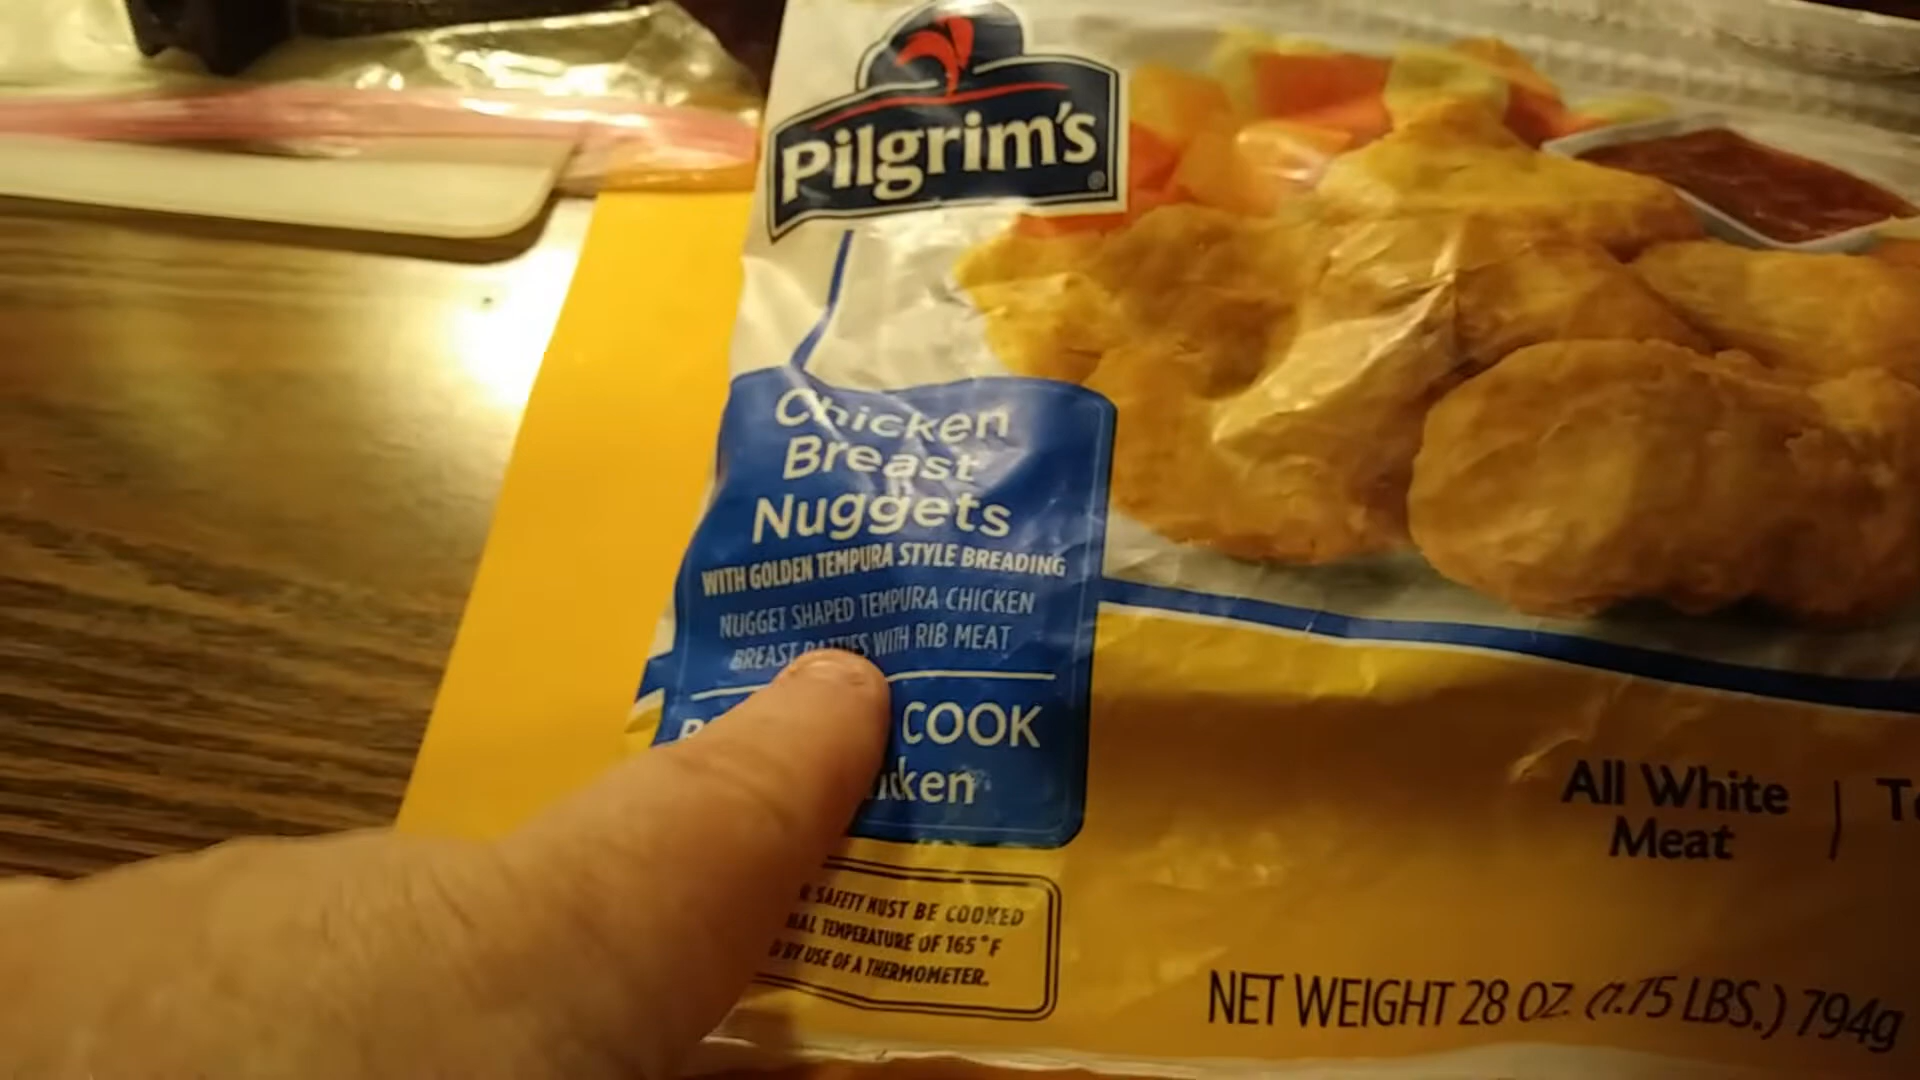 Pilgrim's
Chicken
Breast
Nuggets
WITH GOLDEN TEMPURA STYLE BREADING
NUGGET SHAPED TEMPURA CHICKEN
BREAST PATTIES WITH RIB MEAT
COOK
SAFETY MUST BE COOKED
TEMPERATURE OF 165°F
BY USE OF A THERMOMETER.
All White
Meat
NET WEIGHT 28 OZ. (1.75 LBS.) 794g